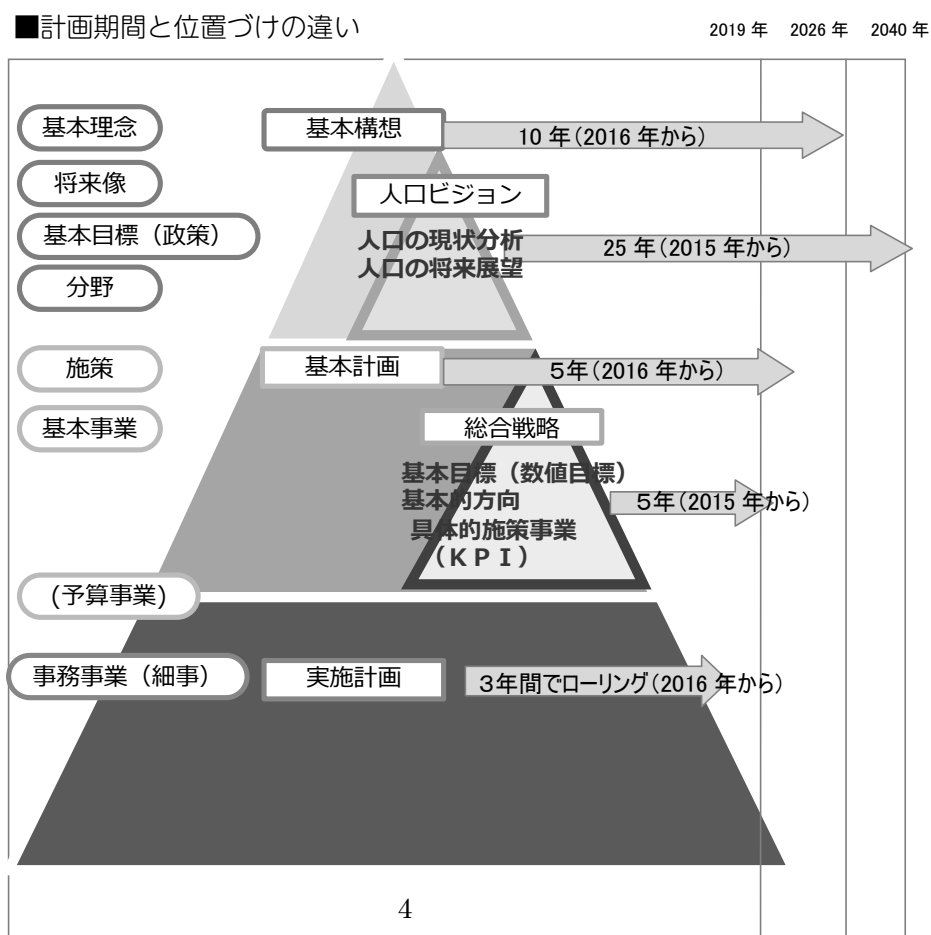 ■計画期間と位置づけの違い
2019 年 2026 年 2040 年
基本理念
基本構想
10 年（2016 年から）
将来像
人口ビジョン
基本目標（政策）
人口の現状分析
人口の将来展望
25 年（2015 年から）
分野
施策
基本計画
５年（2016 年から）
基本事業
総合戦略
基本目標（数値目標）
基本的方向
具体的施策事業
（ＫＰＩ）
５年（2015 年から）
(予算事業)
事務事業（細事）
実施計画
３年間でローリング（2016 年から）
4